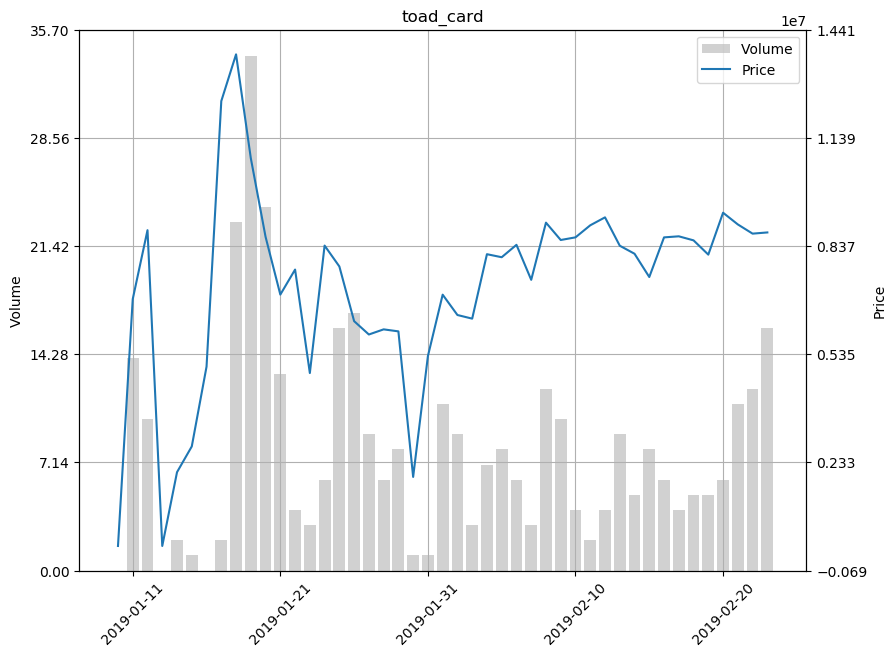 toad_card
1e7
35.70
28.56
21.42
14.28
7.14
0.00
Volume
1.441
1.139
0.837
0.535
0.233
−0.069
Price
Volume
Price
2019-01-11
2019-01-21
2019-01-31
2019-02-10
2019-02-20